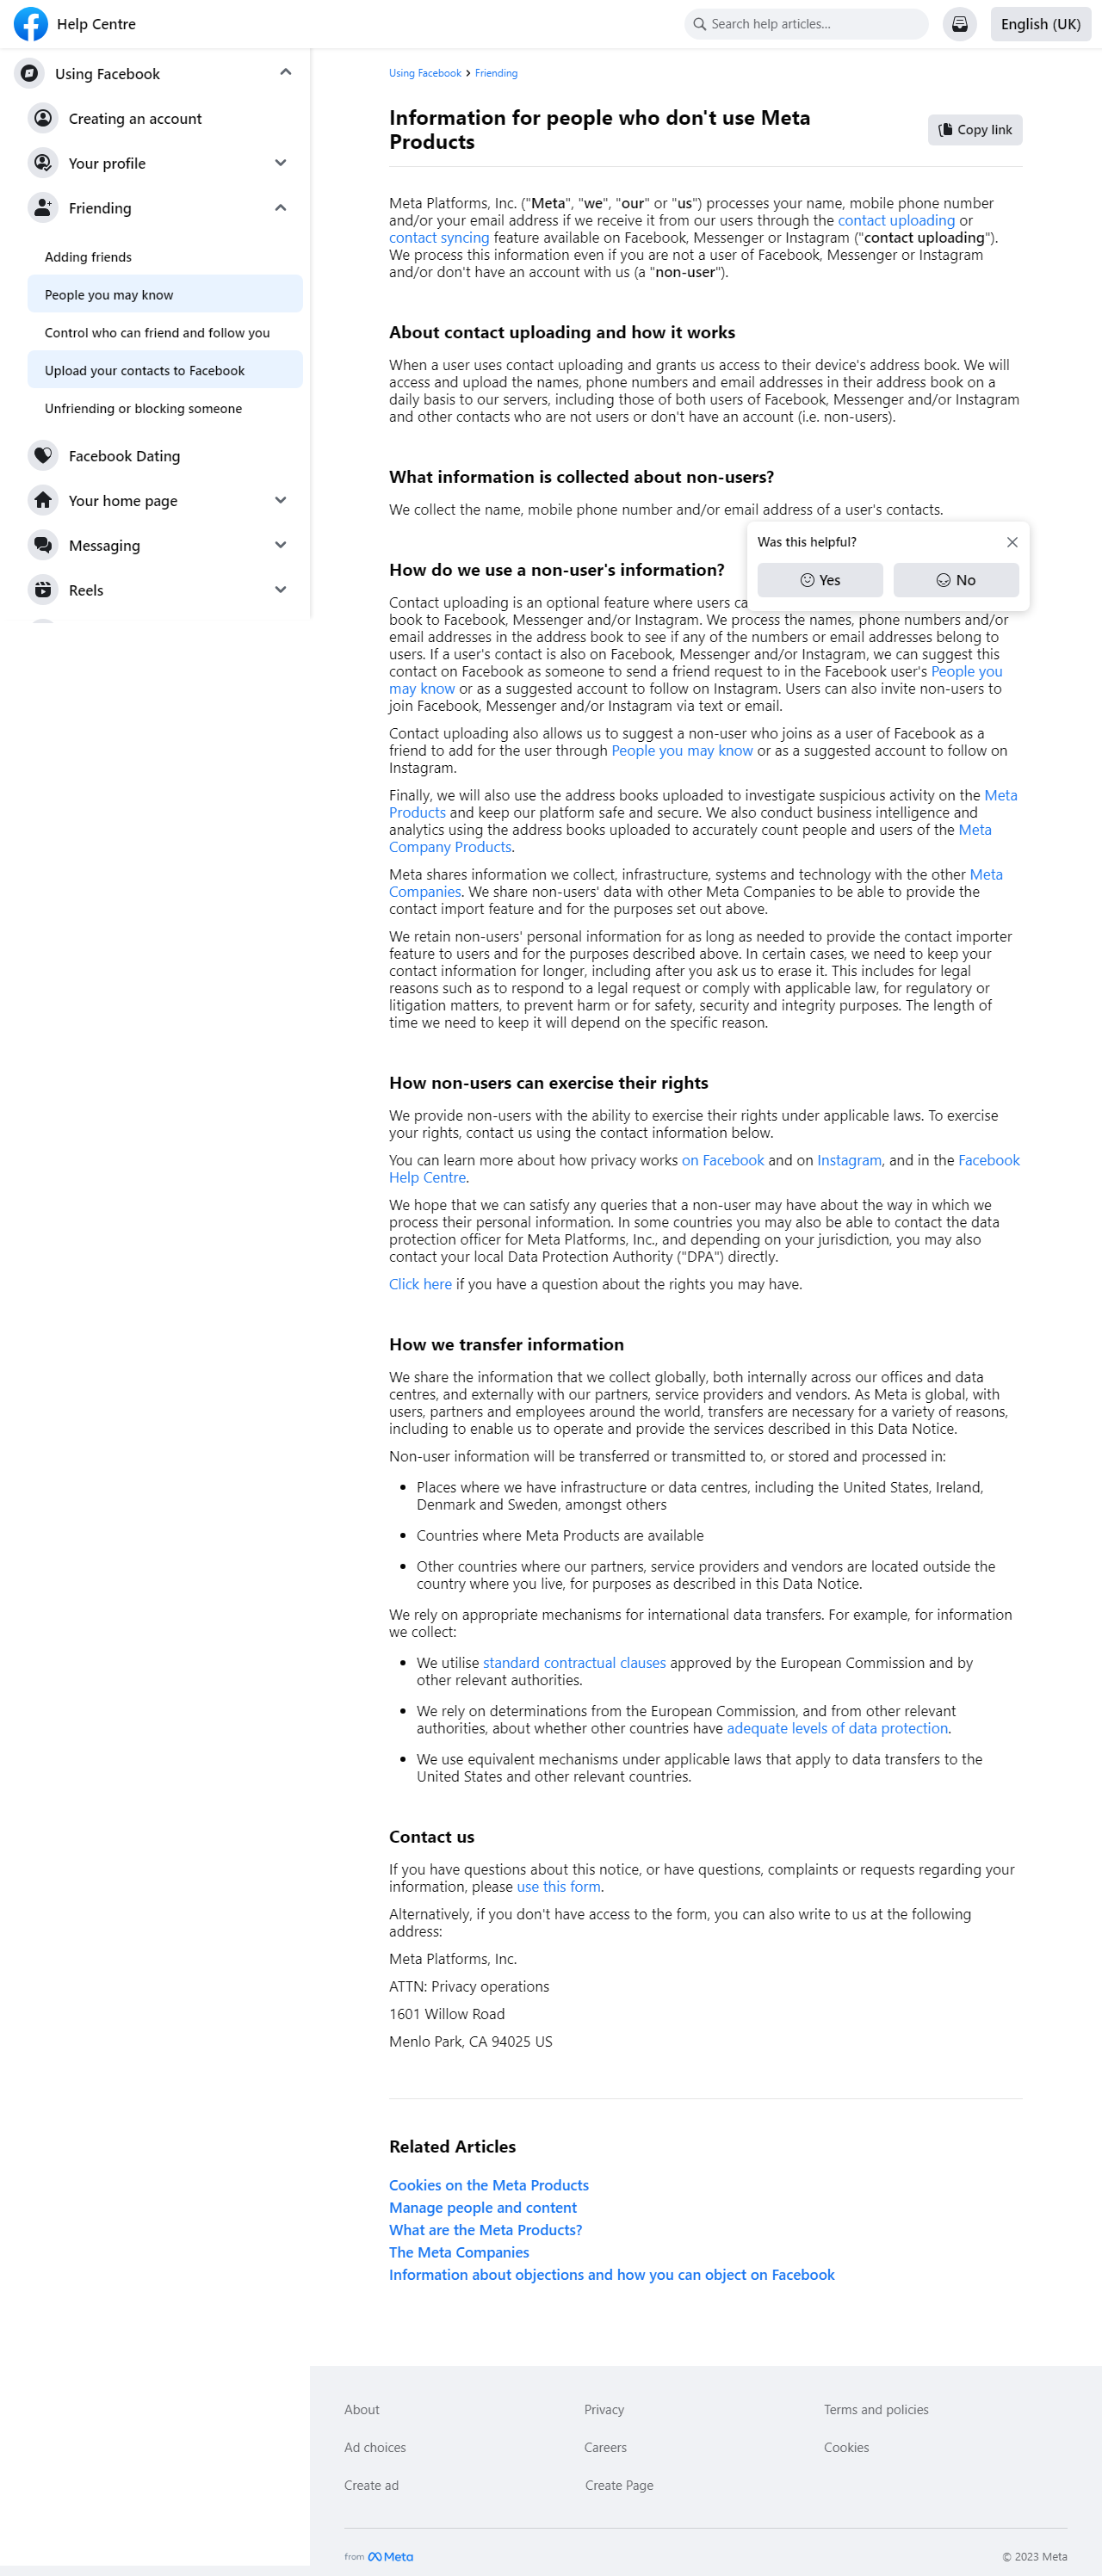 Help Centre
Search help articles...
English (UK)
Using Facebook
Creating an account
Your profile
Friending
Adding friends
People you may know
Control who can friend and follow you
Upload your contacts to Facebook
Unfriending or blocking someone
Facebook Dating
Your home page
Messaging
Reels
Using Facebook
Friending
Information for people who don't use Meta
Products
Copy link
Meta Platforms, Inc. ("Meta", "we", "our" or "us") processes your name, mobile phone number
and/or your email address if we receive it from our users through the contact uploading or
contact syncing feature available on Facebook, Messenger or Instagram ("contact uploading").
We process this information even if you are not a user of Facebook, Messenger or Instagram
and/or don't have an account with us (a "non-user").
About contact uploading and how it works
When a user uses contact uploading and grants us access to their device's address book. We will
access and upload the names, phone numbers and email addresses in their address book on a
daily basis to our servers, including those of both users of Facebook, Messenger and/or Instagram
and other contacts who are not users or don't have an account (i.e. non-users).
What information is collected about non-users?
We collect the name, mobile phone number and/or email address of a user's contacts.
Was this helpful?
Yes
No
How do we use a non-user's information?
Contact uploading is an optional feature where users ca
book to Facebook, Messenger and/or Instagram. We process the names, phone numbers and/or
email addresses in the address book to see if any of the numbers or email addresses belong to
users. If a user's contact is also on Facebook, Messenger and/or Instagram, we can suggest this
contact on Facebook as someone to send a friend request to in the Facebook user's People you
may know or as a suggested account to follow on Instagram. Users can also invite non-users to
join Facebook, Messenger and/or Instagram via text or email.
Contact uploading also allows us to suggest a non-user who joins as a user of Facebook as a
friend to add for the user through People you may know or as a suggested account to follow on
Instagram.
Finally, we will also use the address books uploaded to investigate suspicious activity on the Meta
Products and keep our platform safe and secure. We also conduct business intelligence and
analytics using the address books uploaded to accurately count people and users of the Meta
Company Products.
Meta shares information we collect, infrastructure, systems and technology with the other Meta
Companies. We share non-users' data with other Meta Companies to be able to provide the
contact import feature and for the purposes set out above.
We retain non-users' personal information for as long as needed to provide the contact importer
feature to users and for the purposes described above. In certain cases, we need to keep your
contact information for longer, including after you ask us to erase it. This includes for legal
reasons such as to respond to a legal request or comply with applicable law, for regulatory or
litigation matters, to prevent harm or for safety, security and integrity purposes. The length of
time we need to keep it will depend on the specific reason.
How non-users can exercise their rights
We provide non-users with the ability to exercise their rights under applicable laws. To exercise
your rights, contact us using the contact information below.
You can learn more about how privacy works on Facebook and on Instagram, and in the Facebook
Help Centre.
We hope that we can satisfy any queries that a non-user may have about the way in which we
process their personal information. In some countries you may also be able to contact the data
protection officer for Meta Platforms, Inc., and depending on your jurisdiction, you may also
contact your local Data Protection Authority ("DPA") directly.
Click here if you have a question about the rights you may have.
How we transfer information
We share the information that we collect globally, both internally across our offices and data
centres, and externally with our partners, service providers and vendors. As Meta is global, with
users, partners and employees around the world, transfers are necessary for a variety of reasons,
including to enable us to operate and provide the services described in this Data Notice.
Non-user information will be transferred or transmitted to, or stored and processed in:
Places where we have infrastructure or data centres, including the United States, Ireland,
Denmark and Sweden, amongst others
Countries where Meta Products are available
Other countries where our partners, service providers and vendors are located outside the
country where you live, for purposes as described in this Data Notice.
We rely on appropriate mechanisms for international data transfers. For example, for information
we collect:
We utilise standard contractual clauses approved by the European Commission and by
other relevant authorities.
We rely on determinations from the European Commission, and from other relevant
authorities, about whether other countries have adequate levels of data protection.
We use equivalent mechanisms under applicable laws that apply to data transfers to the
United States and other relevant countries.
Contact us
If you have questions about this notice, or have questions, complaints or requests regarding your
information, please use this form.
Alternatively, if you don't have access to the form, you can also write to us at the following
address:
Meta Platforms, Inc.
ATTN: Privacy operations
1601 Willow Road
Menlo Park, CA 94025 US
Related Articles
Cookies on the Meta Products
Manage people and content
What are the Meta Products?
The Meta Companies
Information about objections and how you can object on Facebook
About
Privacy
Terms and policies
Ad choices
Careers
Cookies
Create ad
Create Page
from Meta
© 2023 Meta